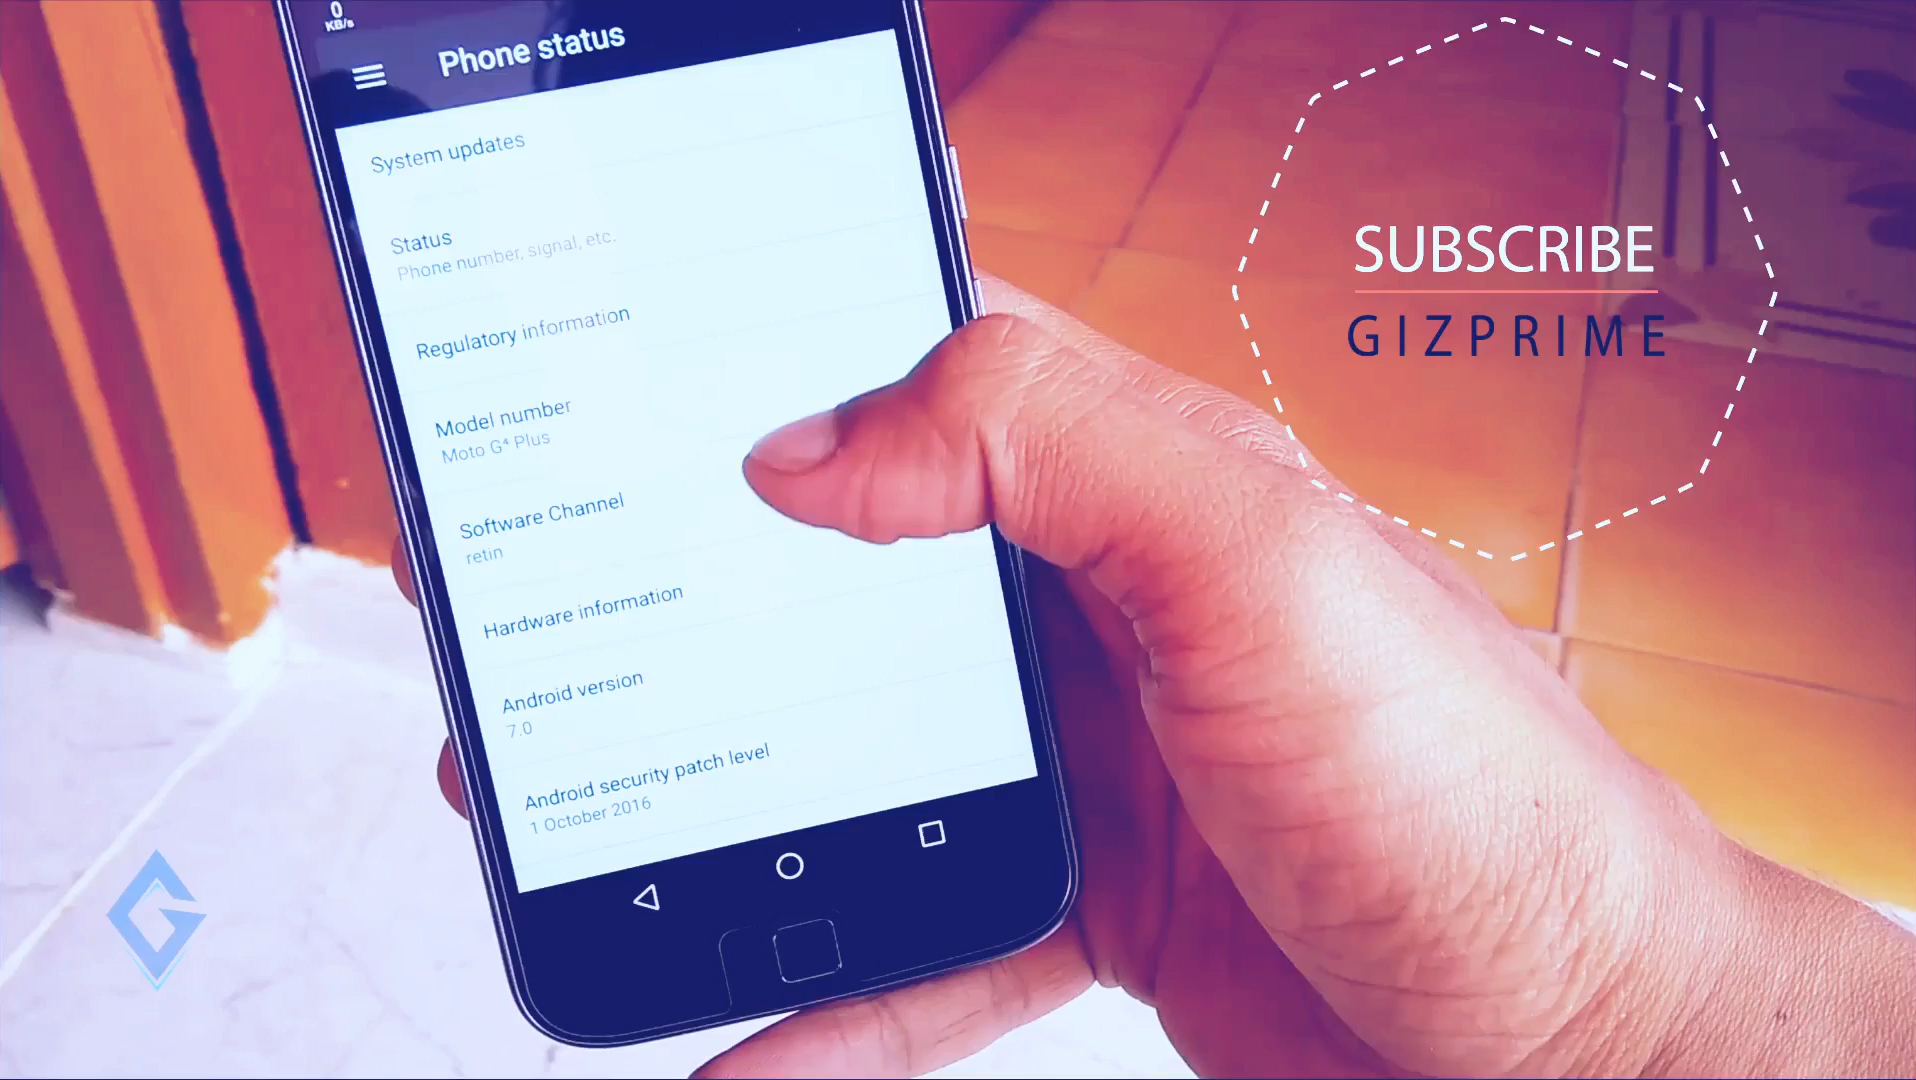 0
KB/s
Phone status
System updates
Status
Phone number, signal, etc.
Regulatory information
Model number
Moto G⁴ Plus
Software Channel
retin
Hardware information
Android version
7.0
Android security patch level
1 October 2016
SUBSCRIBE
GIZPRIME